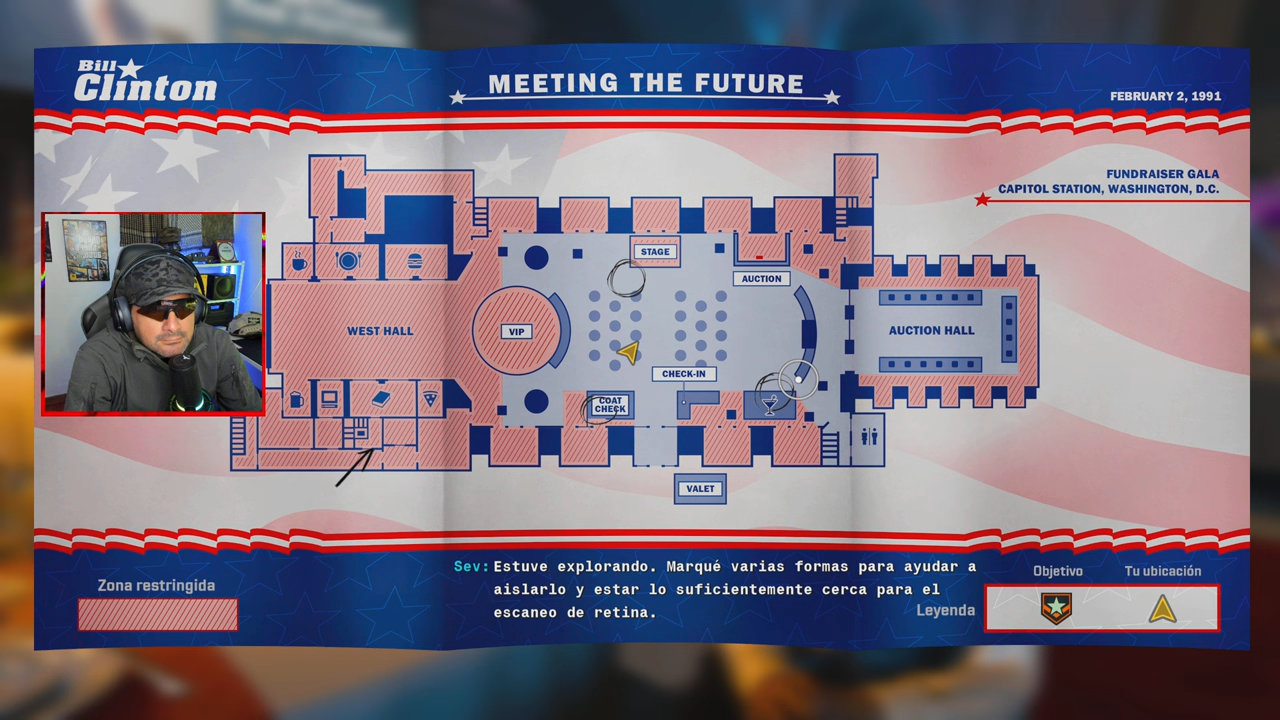 Bill
Clinton
MEETING THE FUTURE
FEBRUARY 2, 1991
FUNDRAISER GALA
CAPITOL STATION, WASHINGTON, D.C.
STAGE
AUCTION
WEST HALL
VIP
AUCTION HALL
CHECK-IN
COAT
CHECK
VALET
Sev: Estuve explorando. Marqué varias formas para ayudar a
aislarlo y estar lo suficientemente cerca para el
escaneo de retina.
Zona restringida
Leyenda
Objetivo
Tu ubicación